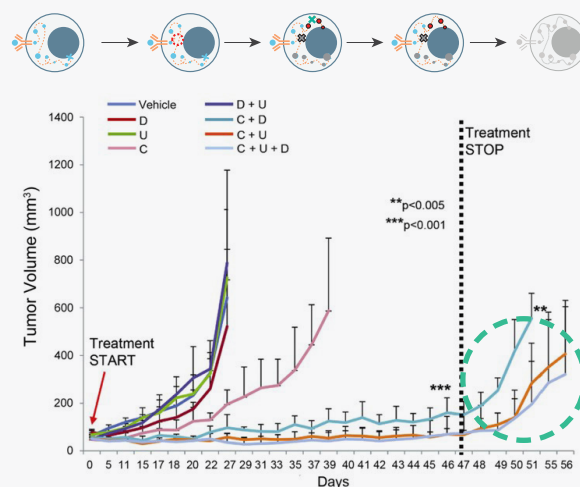 Vehicle
D
U
C
D + U
C + D
C + U
C + U + D
Treatment
STOP
**p<0.005
***p<0.001
Tumor Volume (mm³)
1400
1200
1000
800
600
400
200
0
Treatment
START
***
**
0 5 11 15 17 18 20 22 27 29 31 33 35 37 39 40 41 42 43 44 45 46 47 48 49 50 51 55 56
Days